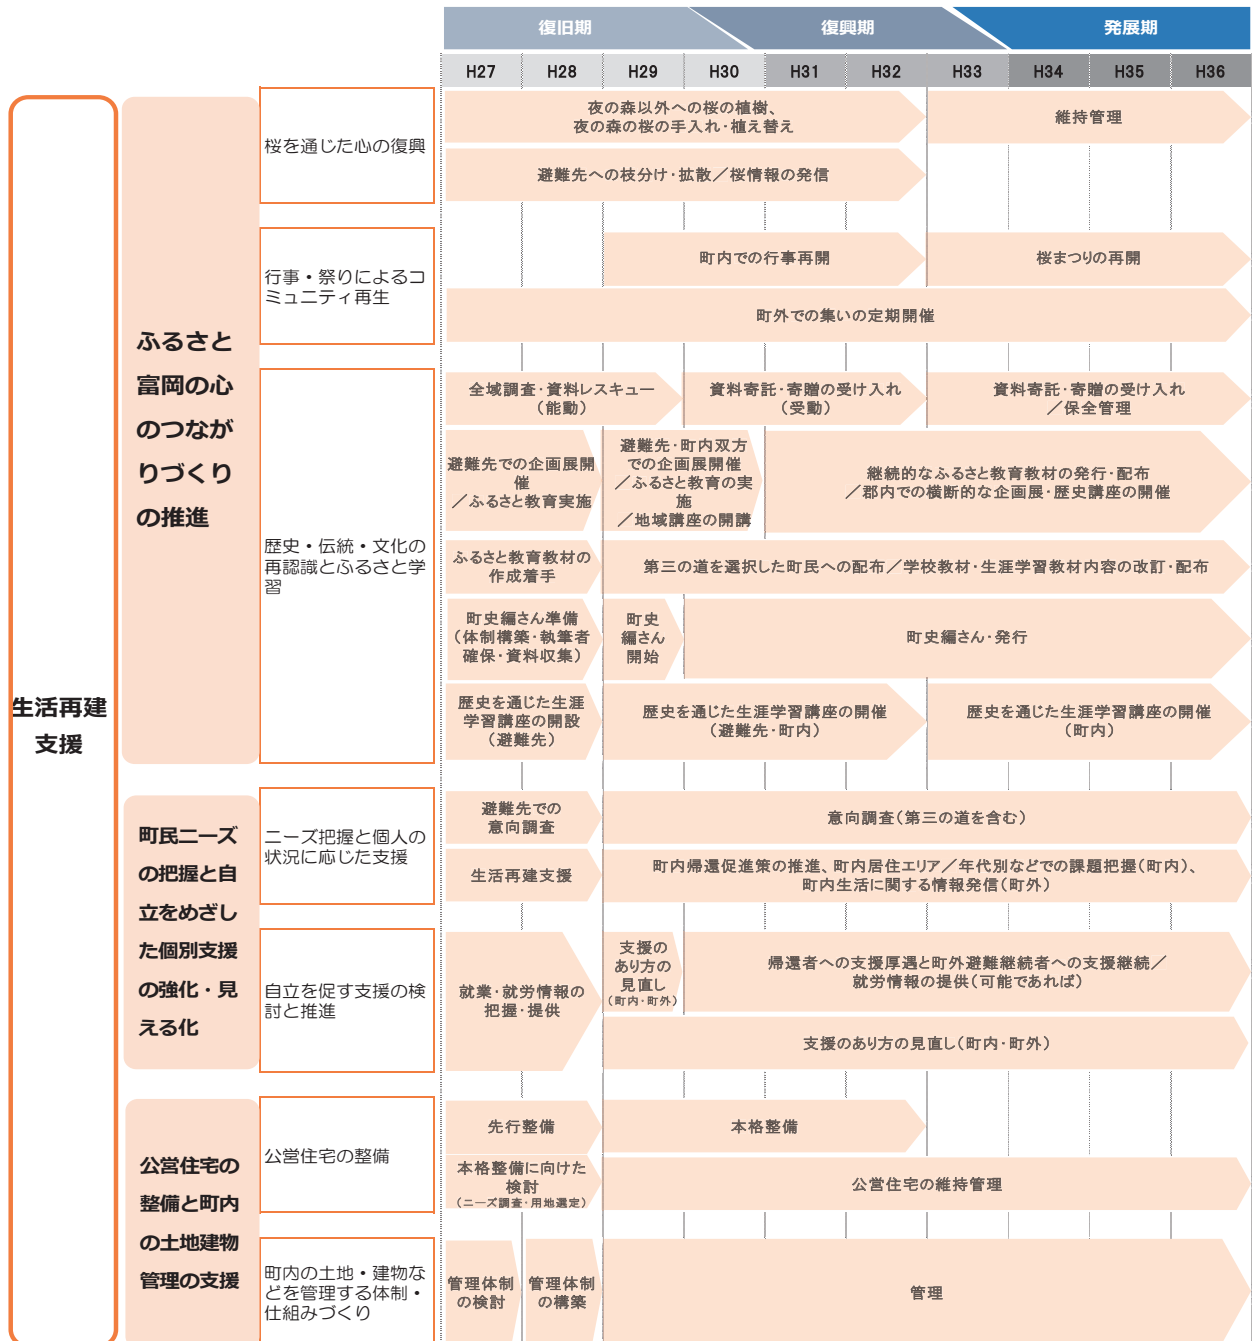 復旧期
復興期
発展期
H27
H28
H29
H30
H31
H32
H33
H34
H35
H36
生活再建
支援
ふるさと
富岡の心
のつなが
りづくり
の推進
桜を通じた心の復興
夜の森以外への桜の植樹、
夜の森の桜の手入れ・植え替え
維持管理
避難先への枝分け・拡散／桜情報の発信
行事・祭りによるコ
ミュニティ再生
町内での行事再開
桜まつりの再開
町外での集いの定期開催
歴史・伝統・文化の
再認識とふるさと学
習
全域調査・資料レスキュー
（能動）
資料寄託・寄贈の受け入れ
（受動）
資料寄託・寄贈の受け入れ
／保全管理
避難先での企画展開
催
／ふるさと教育実施
避難先・町内双方
での企画展開催
／ふるさと教育の実
施
／地域講座の開講
継続的なふるさと教育教材の発行・配布
／郡内での横断的な企画展・歴史講座の開催
ふるさと教育教材の
作成着手
第三の道を選択した町民への配布／学校教材・生涯学習教材内容の改訂・配布
町史編さん準備
（体制構築・執筆者
確保・資料収集）
町史
編さん
開始
町史編さん・発行
歴史を通じた生涯
学習講座の開設
（避難先）
歴史を通じた生涯学習講座の開催
（避難先・町内）
歴史を通じた生涯学習講座の開催
（町内）
町民ニーズ
の把握と自
立をめざし
た個別支援
の強化・見
える化
ニーズ把握と個人の
状況に応じた支援
避難先での
意向調査
意向調査（第三の道を含む）
生活再建支援
町内帰還促進策の推進、町内居住エリア／年代別などでの課題把握（町内）、
町内生活に関する情報発信（町外）
自立を促す支援の検
討と推進
就業・就労情報の
把握・提供
支援の
あり方の
見直し
（町内・町外）
帰還者への支援厚遇と町外避難継続者への支援継続／
就労情報の提供（可能であれば）
支援のあり方の見直し（町内・町外）
公営住宅の
整備と町内
の土地建物
管理の支援
公営住宅の整備
先行整備
本格整備
本格整備に向けた
検討
（ニーズ調査・用地選定）
公営住宅の維持管理
町内の土地・建物な
どを管理する体制・
仕組みづくり
管理体制
の検討
管理体制
の構築
管理